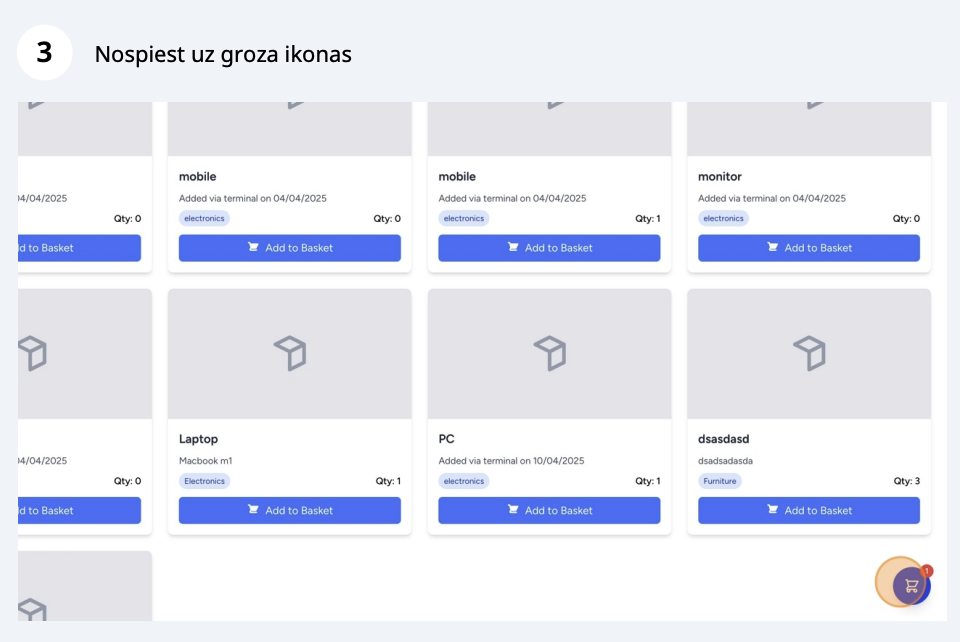 3 Nospiest uz groza ikonas
mobile mobile monitor
04/04/2025 Added via terminal on 04/04/2025 Added via terminal on 04/04/2025 Added via terminal on 04/04/2025
Qty: 0 electronics Qty: 0 electronics Qty: 1 electronics Qty: 0
to Basket Add to Basket Add to Basket Add to Basket
Laptop PC dsasdasd
04/04/2025 Macbook m1 Added via terminal on 10/04/2025 dsadsadasda
Qty: 0 Electronics Qty: 1 electronics Qty: 1 Furniture Qty: 3
to Basket Add to Basket Add to Basket Add to Basket
1